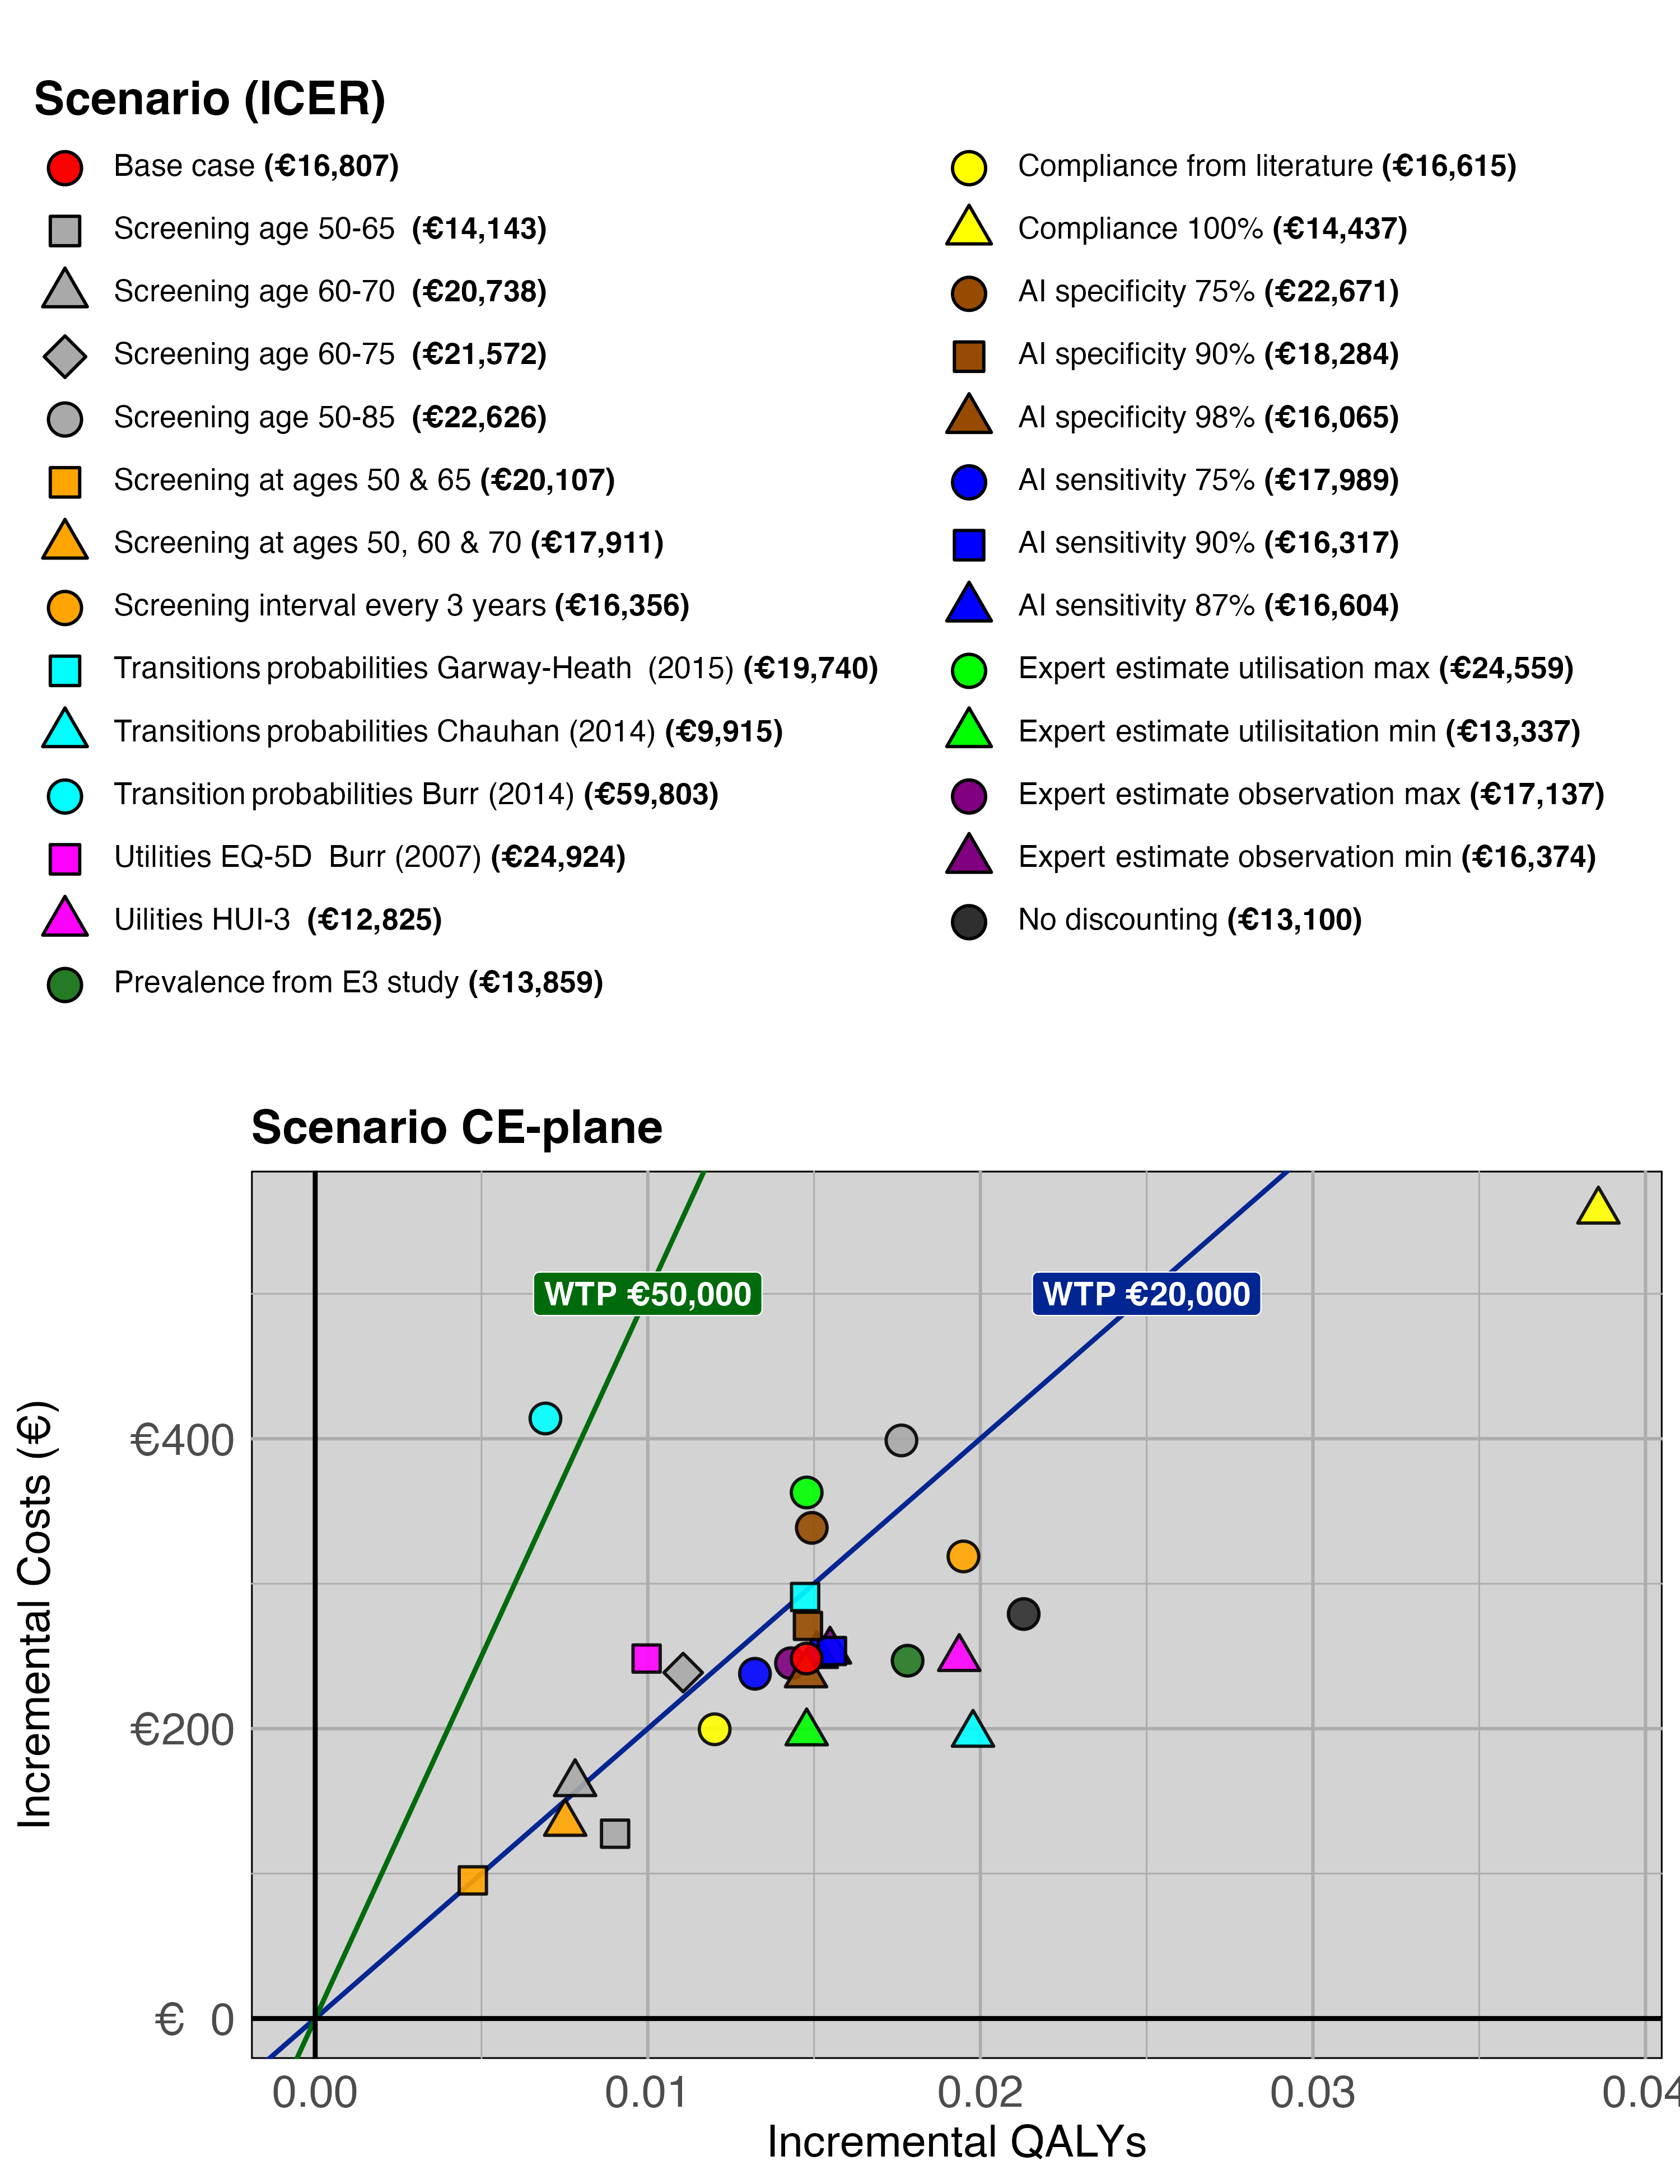 Scenario (ICER)
Base case (€16,807)
Screening age 50-65 (€14,143)
Screening age 60-70 (€20,738)
Screening age 60-75 (€21,572)
Screening age 50-85 (€22,626)
Screening at ages 50 & 65 (€20,107)
Screening at ages 50, 60 & 70 (€17,911)
Screening interval every 3 years (€16,356)
Transitions probabilities Garway-Heath (2015) (€19,740)
Transitions probabilities Chauhan (2014) (€9,915)
Transition probabilities Burr (2014) (€59,803)
Utilities EQ-5D Burr (2007) (€24,924)
Uilities HUI-3 (€12,825)
Prevalence from E3 study (€13,859)
Compliance from literature (€16,615)
Compliance 100% (€14,437)
AI specificity 75% (€22,671)
AI specificity 90% (€18,284)
AI specificity 98% (€16,065)
AI sensitivity 75% (€17,989)
AI sensitivity 90% (€16,317)
AI sensitivity 87% (€16,604)
Expert estimate utilisation max (€24,559)
Expert estimate utilisitation min (€13,337)
Expert estimate observation max (€17,137)
Expert estimate observation min (€16,374)
No discounting (€13,100)
Scenario CE-plane
WTP €50,000
WTP €20,000
Incremental Costs (€)
€400
€200
€ 0
0.00
0.01
0.02
0.03
0.04
Incremental QALYs